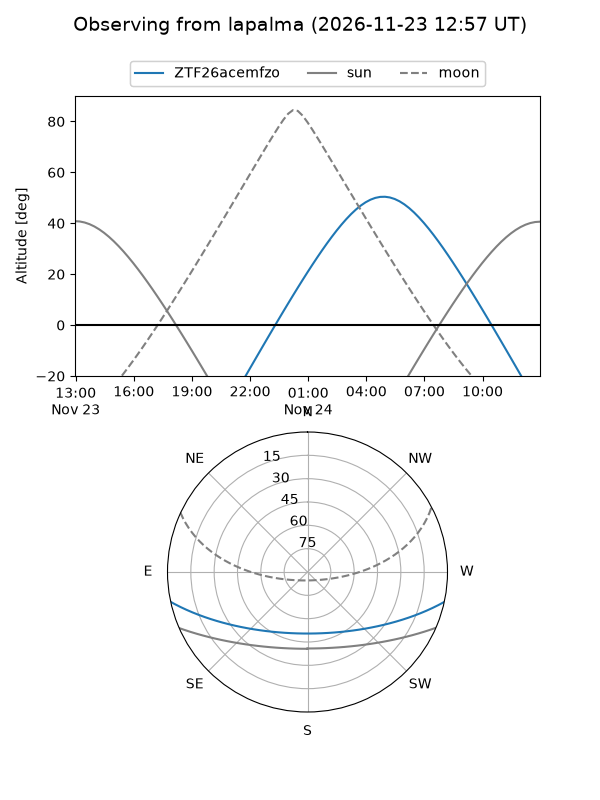 Observing from lapalma (2026-11-23 12:57 UT)
ZTF26acemfzo sun moon
Altitude [deg]
80
60
40
20
0
−20
13:00 16:00 19:00 22:00 01:00 04:00 07:00 10:00
Nov 23 Nov 24
N
NE NW
15
30
45
60
75
E W
SE SW
S